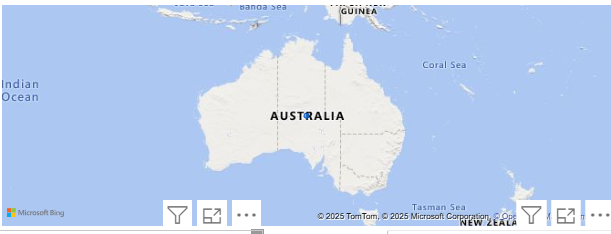 Banda Sea
GUINEA
Coral Sea
Indian
Ocean
AUSTRALIA
Tasman Sea
Microsoft Bing
© 2025 TomTom, © 2025 Microsoft Corporation, ©
NEW ZEALA